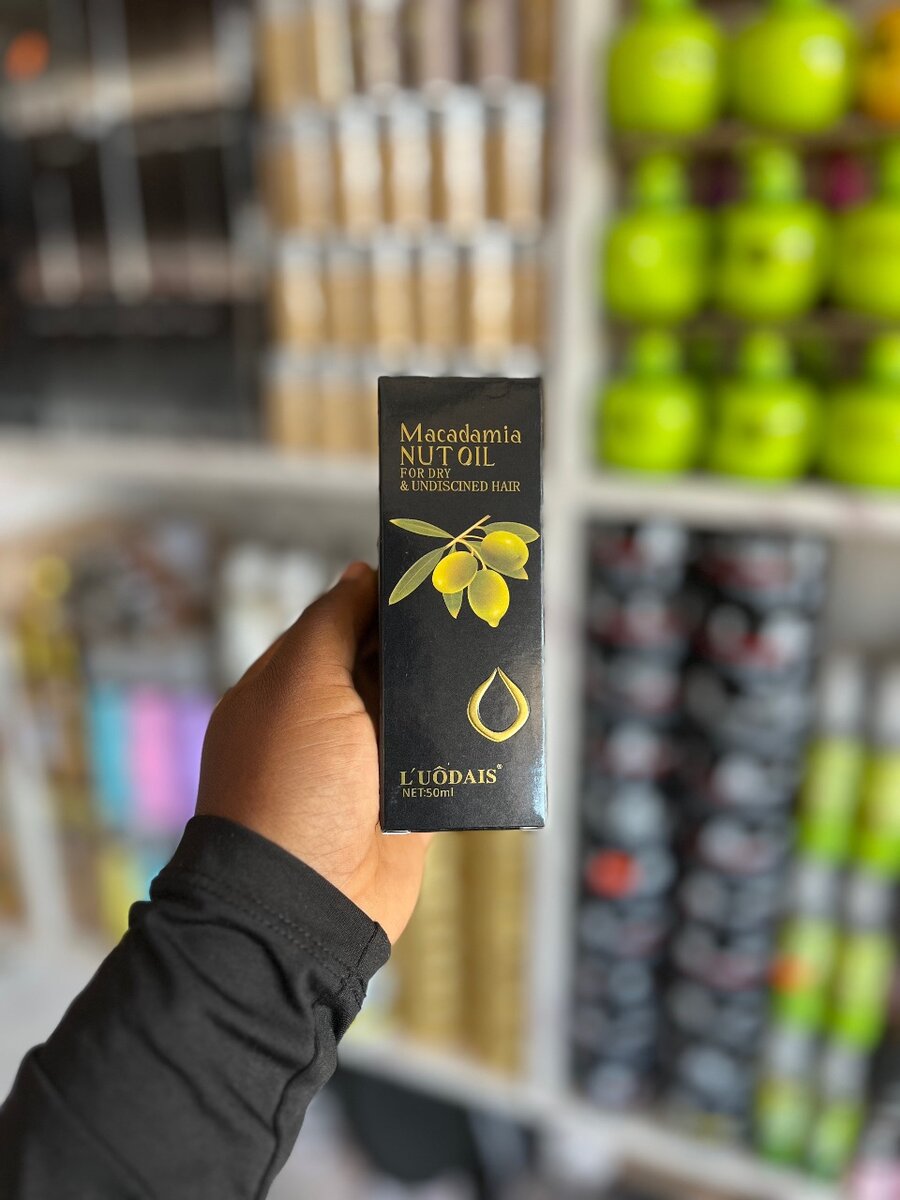 Macadamia
NUT OIL
FOR DRY
& UNDISCINED HAIR
L'UÔDAIS®
NET:50ml